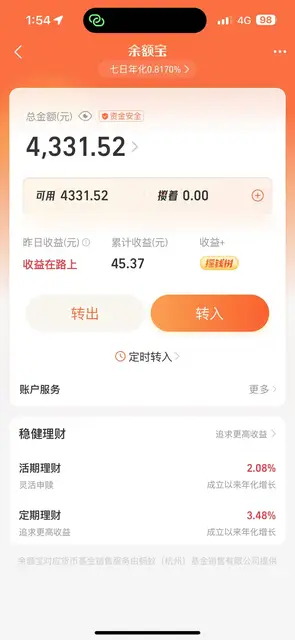 1:54 4G 98
余额宝
七日年化0.8170%
总金额(元) 资金安全
4,331.52
可用 4331.52 攒着 0.00
昨日收益(元) 累计收益(元) 收益+
收益在路上 45.37 摇钱树
转出 转入
定时转入
账户服务 更多
稳健理财 追求更高收益
活期理财 2.08%
灵活申赎 成立以来年化增长
定期理财 3.48%
追求更高收益 成立以来年化增长
余额宝对应货币基金销售服务由蚂蚁（杭州）基金销售有限公司提供